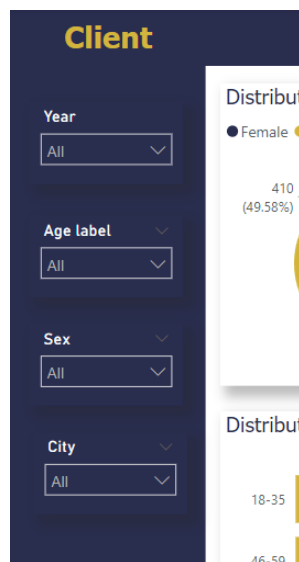 Client
Year
All
Age label
All
Sex
All
City
All
Distribut
Female
410
(49.58%)
Distribut
18-35
46-59